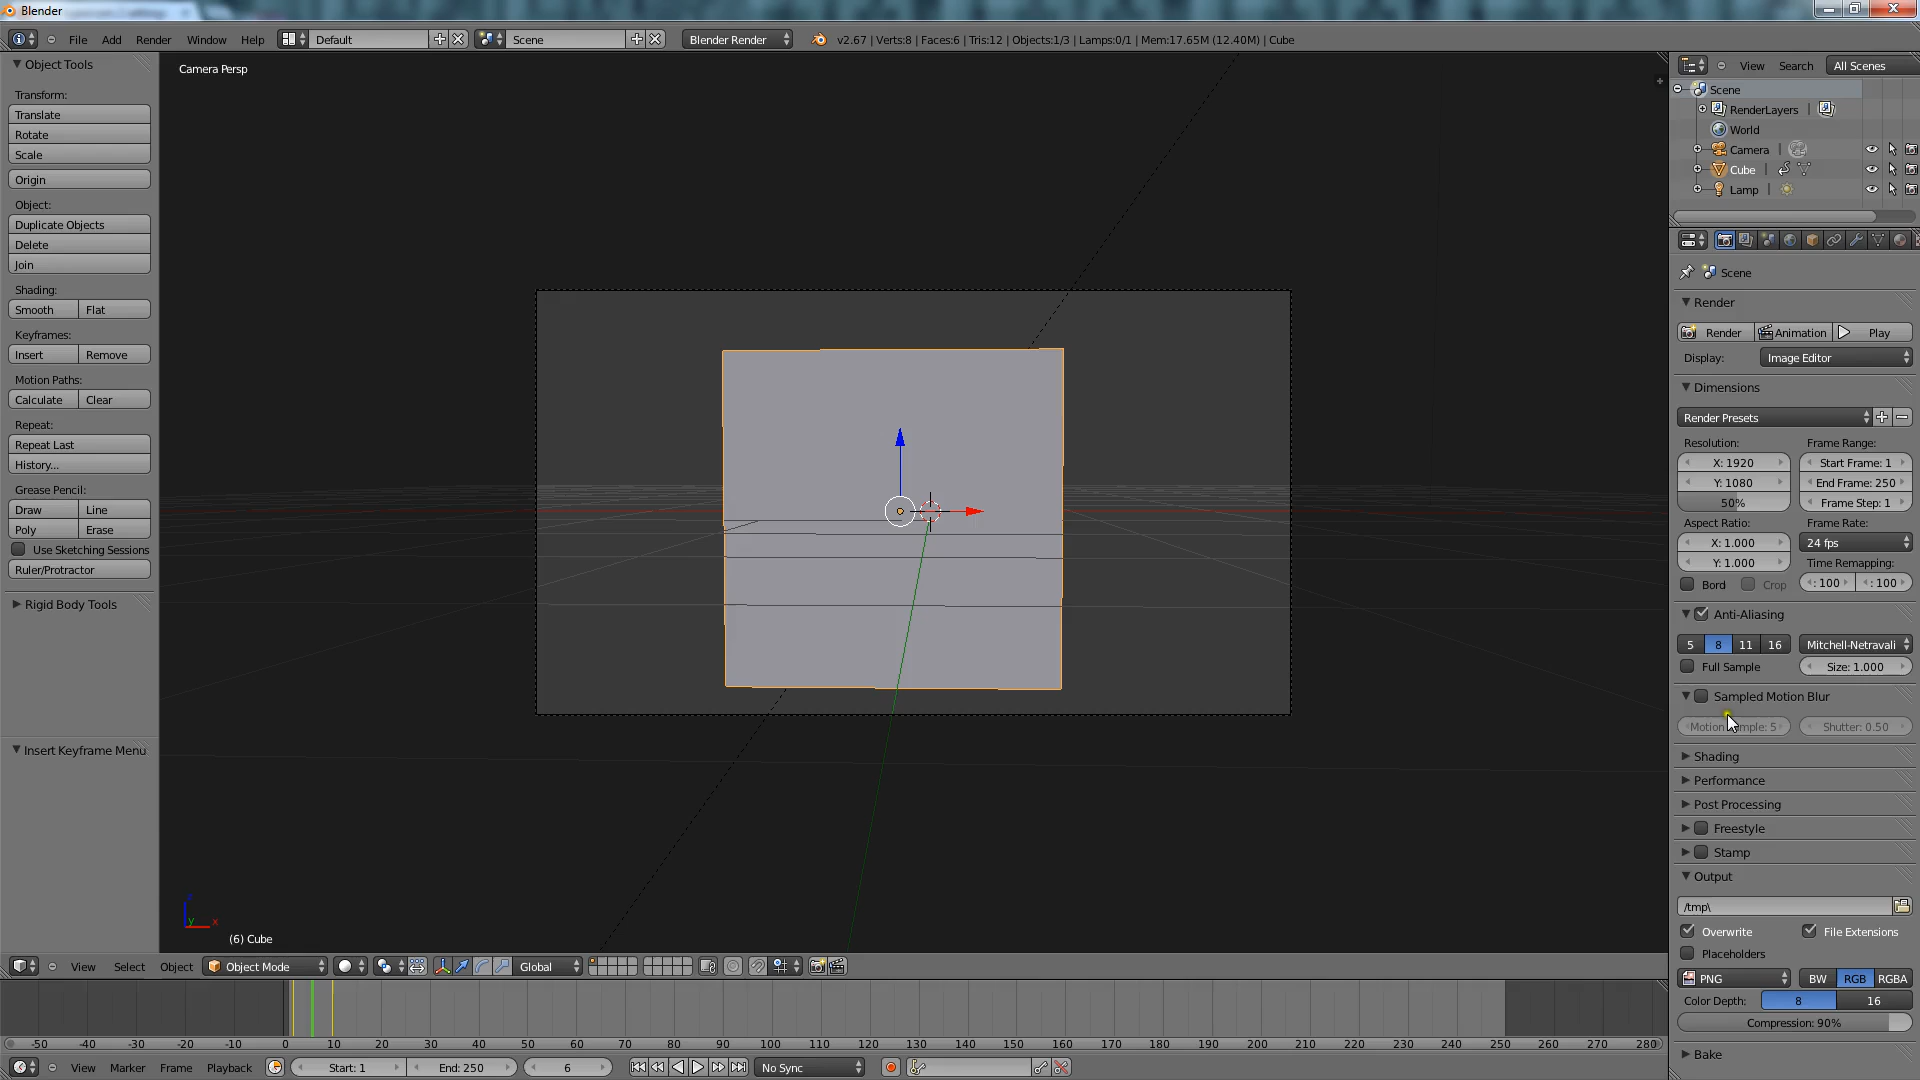 Blender
File Add Render Window Help Default Scene Blender Render v2.67 | Verts:8 | Faces:6 | Tris:12 | Objects:1/3 | Lamps:0/1 | Mem:17.65M (12.40M) | Cube
Object Tools
Transform:
Translate
Rotate
Scale
Origin
Object:
Duplicate Objects
Delete
Join
Shading:
Smooth Flat
Keyframes:
Insert Remove
Motion Paths:
Calculate Clear
Repeat:
Repeat Last
History...
Grease Pencil:
Draw Line
Poly Erase
Use Sketching Sessions
Ruler/Protractor
Rigid Body Tools
Insert Keyframe Menu
Camera Persp
z
y x
(6) Cube
View Search All Scenes
Scene
RenderLayers |
World
Camera |
Cube |
Lamp |
Scene
Render
Render Animation Play
Display: Image Editor
Dimensions
Render Presets
Resolution: Frame Range:
X: 1920 Start Frame: 1
Y: 1080 End Frame: 250
50% Frame Step: 1
Aspect Ratio: Frame Rate:
X: 1.000 24 fps
Y: 1.000 Time Remapping:
Bord Crop : 100 : 100
Anti-Aliasing
5 8 11 16 Mitchell-Netravali
Full Sample Size: 1.000
Sampled Motion Blur
Motion mple: 5 Shutter: 0.50
Shading
Performance
Post Processing
Freestyle
Stamp
Output
/tmp\
Overwrite File Extensions
Placeholders
PNG BW RGB RGBA
Color Depth: 8 16
Compression: 90%
Bake
View Select Object Object Mode Global
-50 -40 -30 -20 -10 0 10 20 30 40 50 60 70 80 90 100 110 120 130 140 150 160 170 180 190 200 210 220 230 240 250 260 270 280
View Marker Frame Playback Start: 1 End: 250 6 No Sync